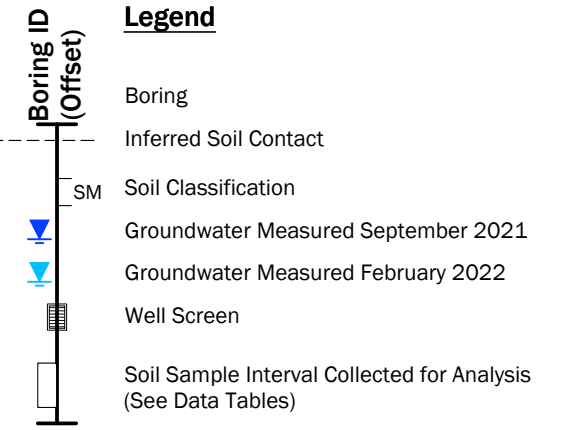 Legend
Boring ID
(Offset)
Boring
Inferred Soil Contact
SM
Soil Classification
Groundwater Measured September 2021
Groundwater Measured February 2022
Well Screen
Soil Sample Interval Collected for Analysis
(See Data Tables)